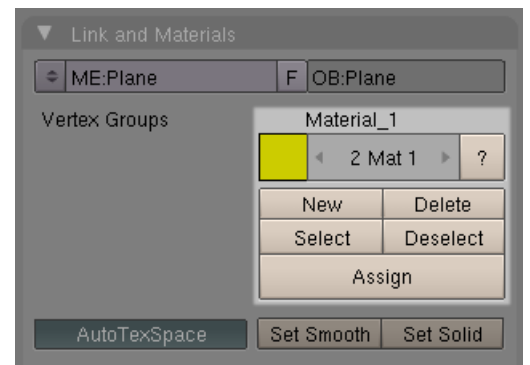 Link and Materials
ME:Plane F OB:Plane
Vertex Groups Material_1
2 Mat 1 ?
New Delete
Select Deselect
Assign
AutoTexSpace Set Smooth Set Solid